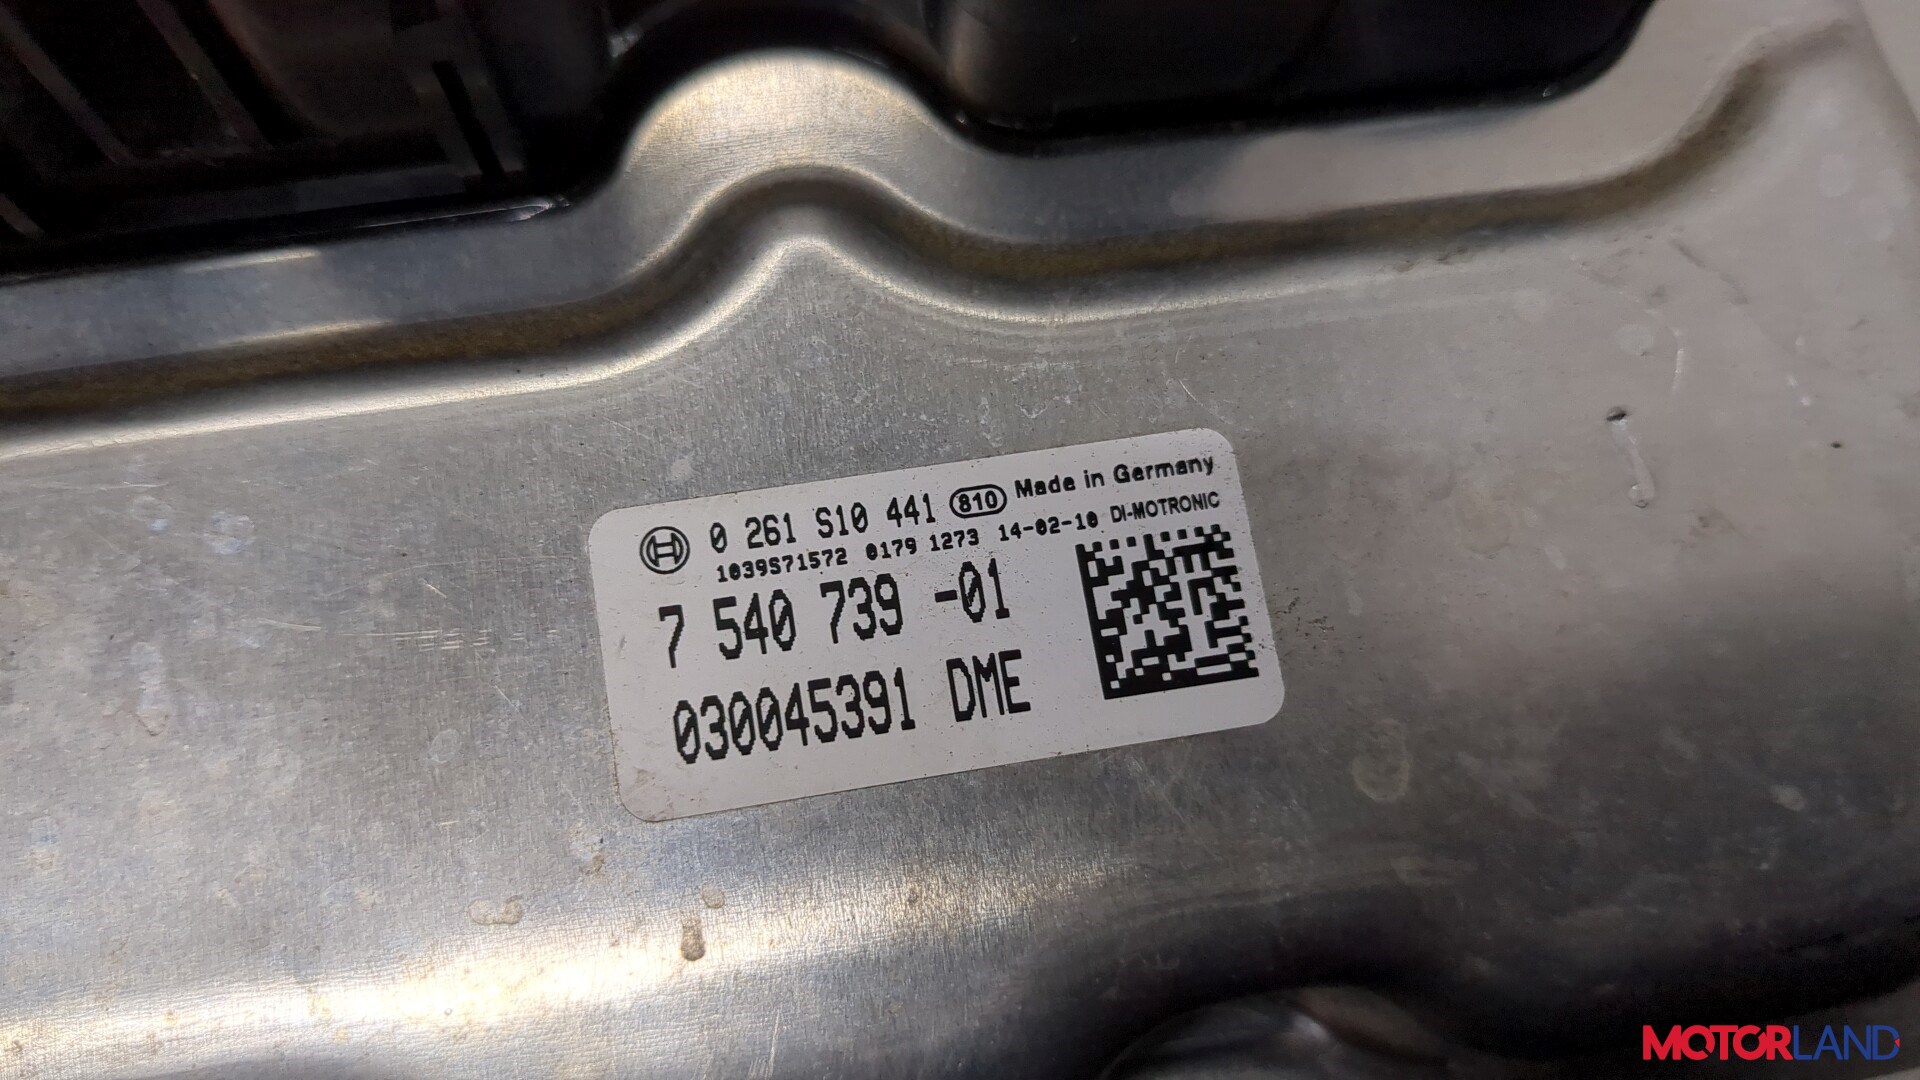 0 261 S10 441 810 Made in Germany
1039S71572 0179 1273 14-02-10 DI-MOTRONIC
7 540 739 -01
030045391 DME
MOTORLAND